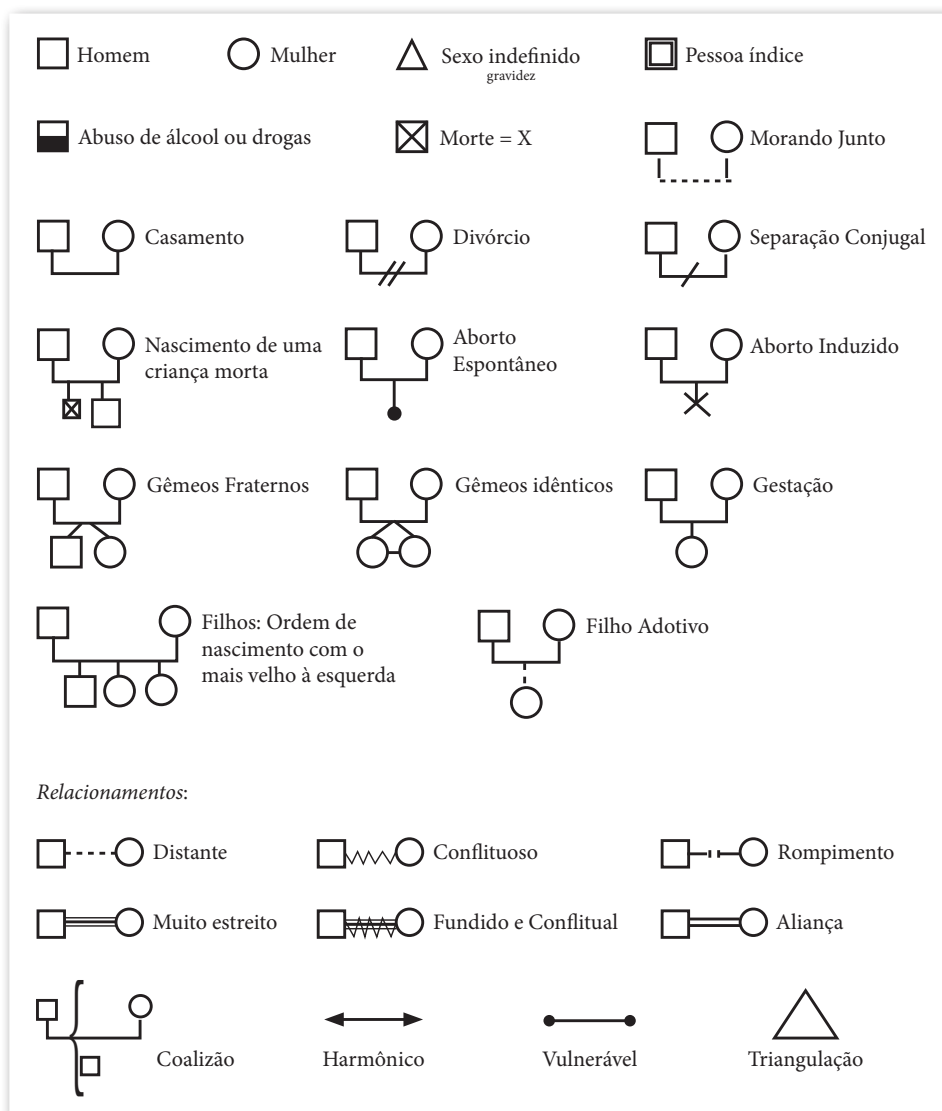 Homem
Mulher
Sexo indefinido
gravidez
Pessoa índice
Abuso de álcool ou drogas
Morte = X
Morando Junto
Casamento
Divórcio
Separação Conjugal
Nascimento de uma
criança morta
Aborto
Espontâneo
Aborto Induzido
Gêmeos Fraternos
Gêmeos idênticos
Gestação
Filhos: Ordem de
nascimento com o
mais velho à esquerda
Filho Adotivo
Relacionamentos:
Distante
Conflituoso
Rompimento
Muito estreito
Fundido e Conflitual
Aliança
Coalizão
Harmônico
Vulnerável
Triangulação